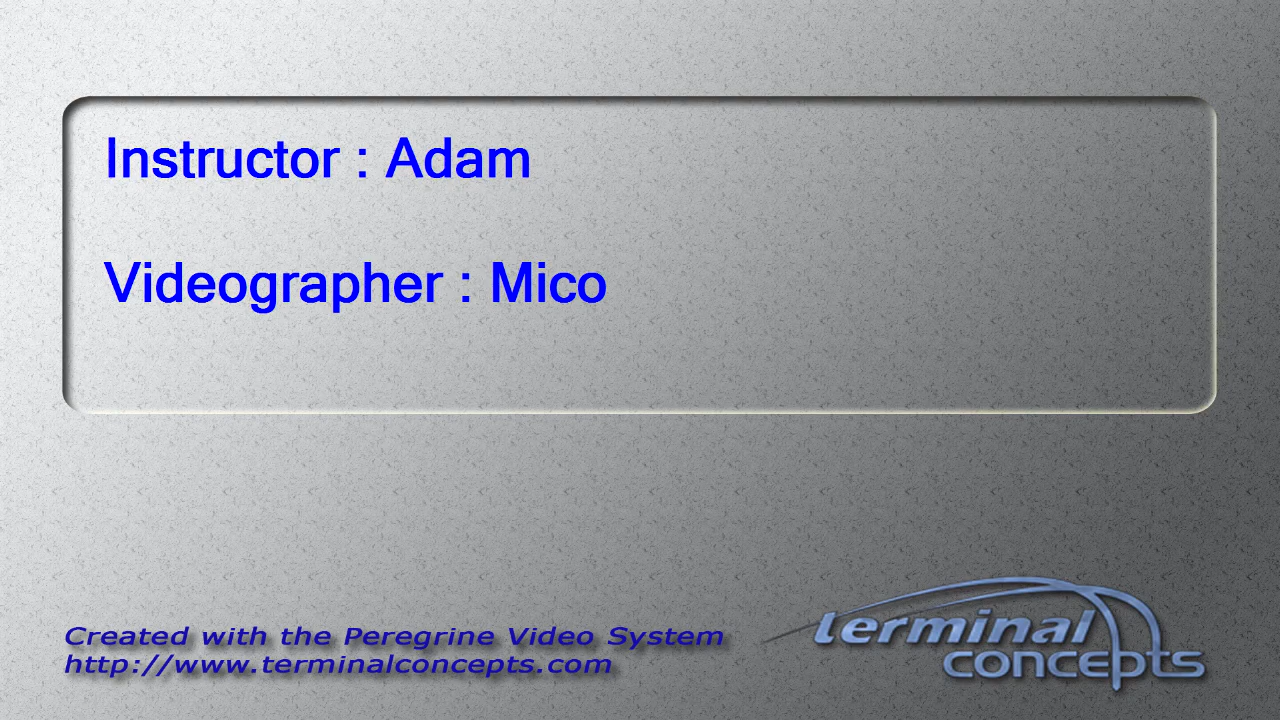 Instructor : Adam
Videographer : Mico
Created with the Peregrine Video System
http://www.terminalconcepts.com
terminal
concepts